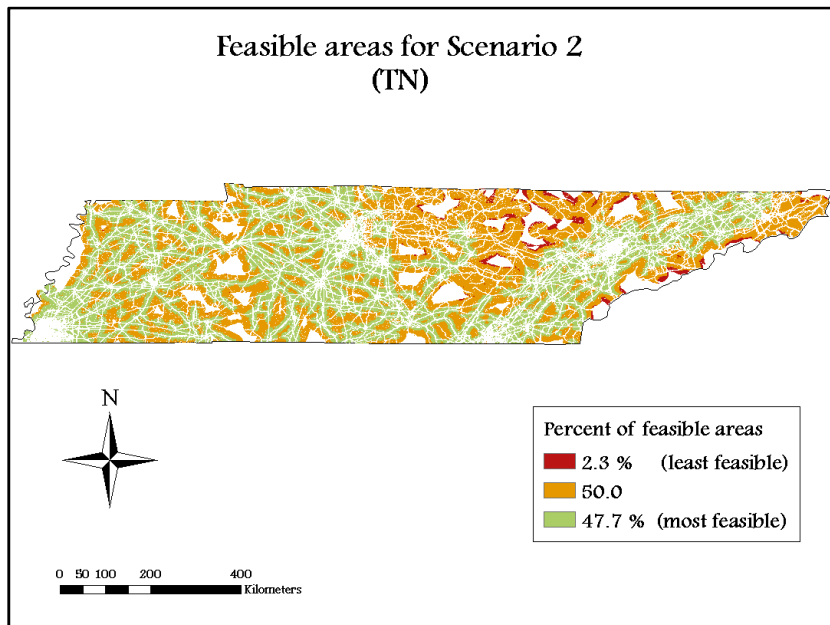 Feasible areas for Scenario 2
(TN)
N
Percent of feasible areas
2.3 % (least feasible)
50.0
47.7 % (most feasible)
0 50 100 200 400
Kilometers